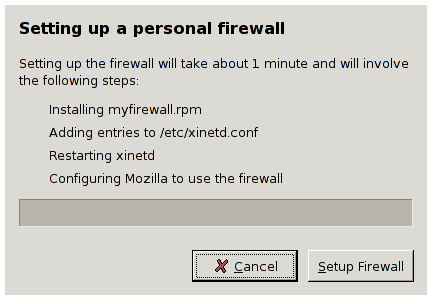 Setting up a personal firewall
Setting up the firewall will take about 1 minute and will involve
the following steps:
Installing myfirewall.rpm
Adding entries to /etc/xinetd.conf
Restarting xinetd
Configuring Mozilla to use the firewall
Cancel
Setup Firewall